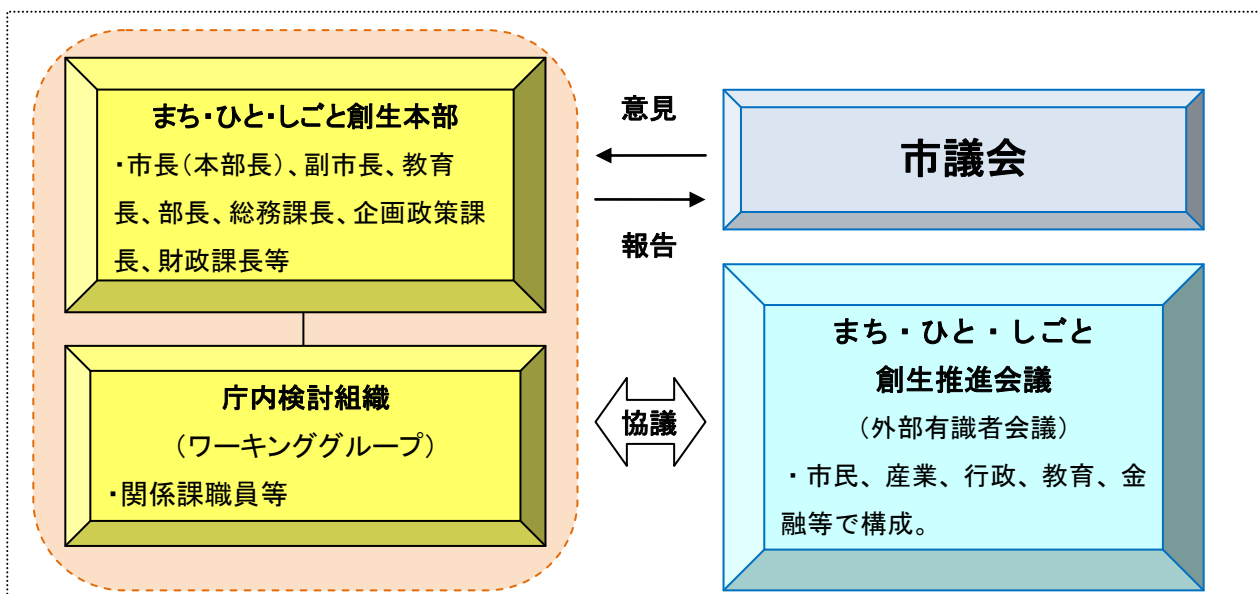 まち・ひと・しごと創生本部
・市長(本部長)、副市長、教育
長、部長、総務課長、企画政策課
長、財政課長等
庁内検討組織
(ワーキンググループ)
・関係課職員等
意見
報告
協議
市議会
まち・ひと・しごと
創生推進会議
(外部有識者会議)
・市民、産業、行政、教育、金
融等で構成。